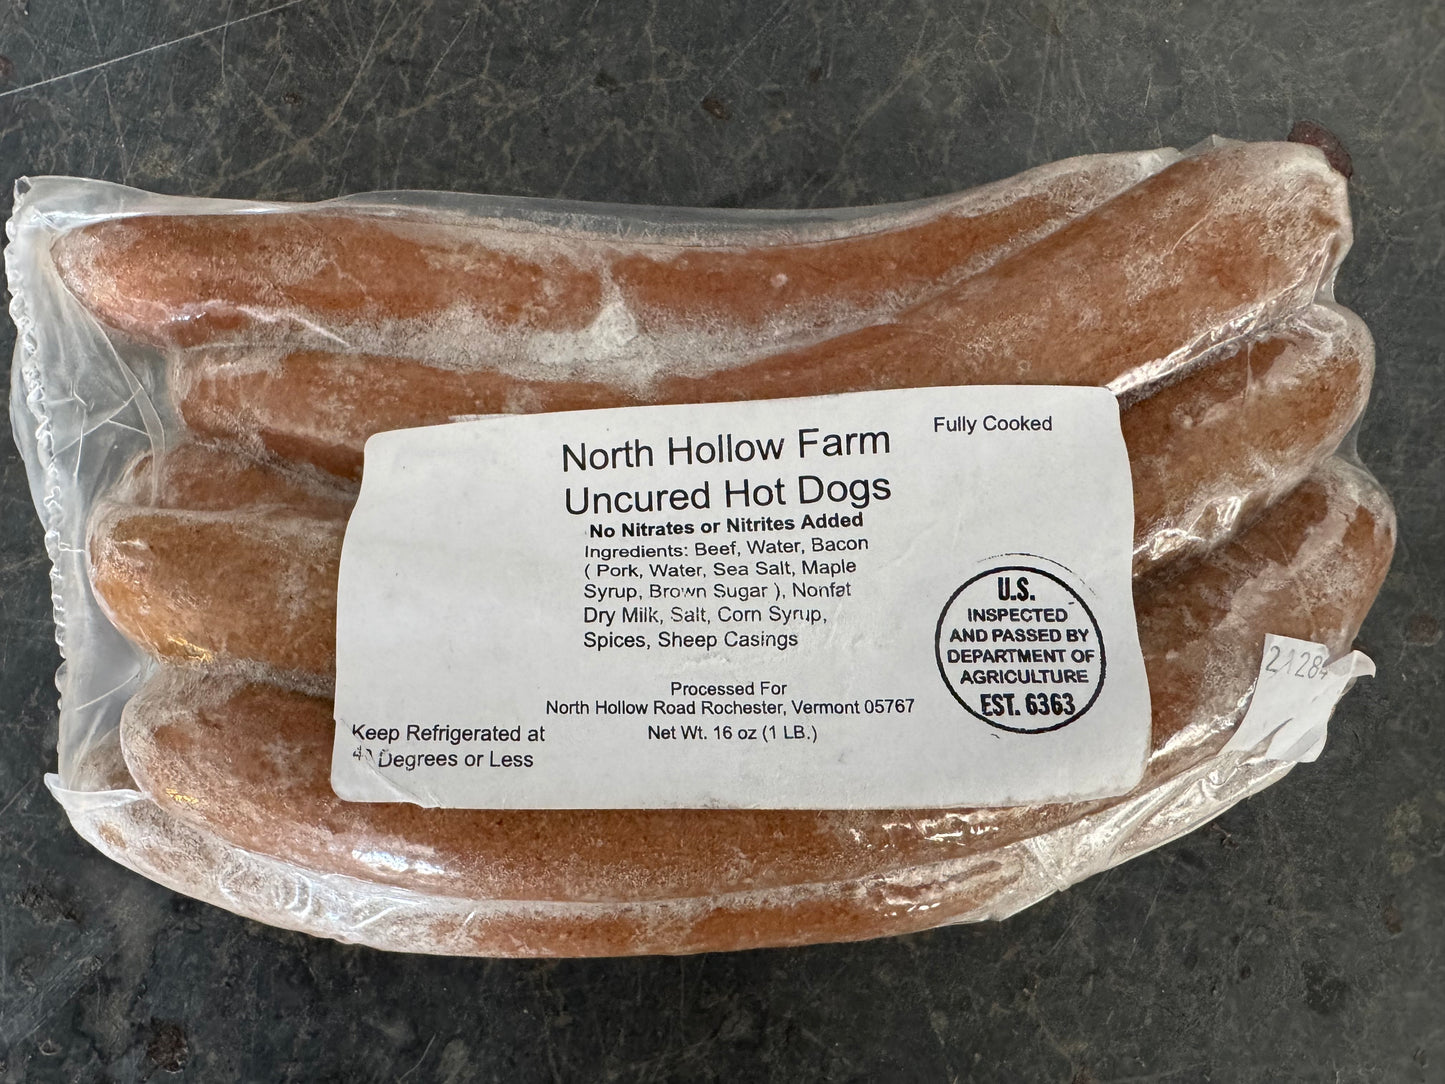 Fully Cooked
North Hollow Farm
Uncured Hot Dogs
No Nitrates or Nitrites Added
Ingredients: Beef, Water, Bacon
( Pork, Water, Sea Salt, Maple
Syrup, Brown Sugar ), Nonfat
Dry Milk, Salt, Corn Syrup,
Spices, Sheep Casings
U.S.
INSPECTED
AND PASSED BY
DEPARTMENT OF
AGRICULTURE
EST. 6363
Processed For
North Hollow Road Rochester, Vermont 05767
Net Wt. 16 oz (1 LB.)
Keep Refrigerated at
Degrees or Less